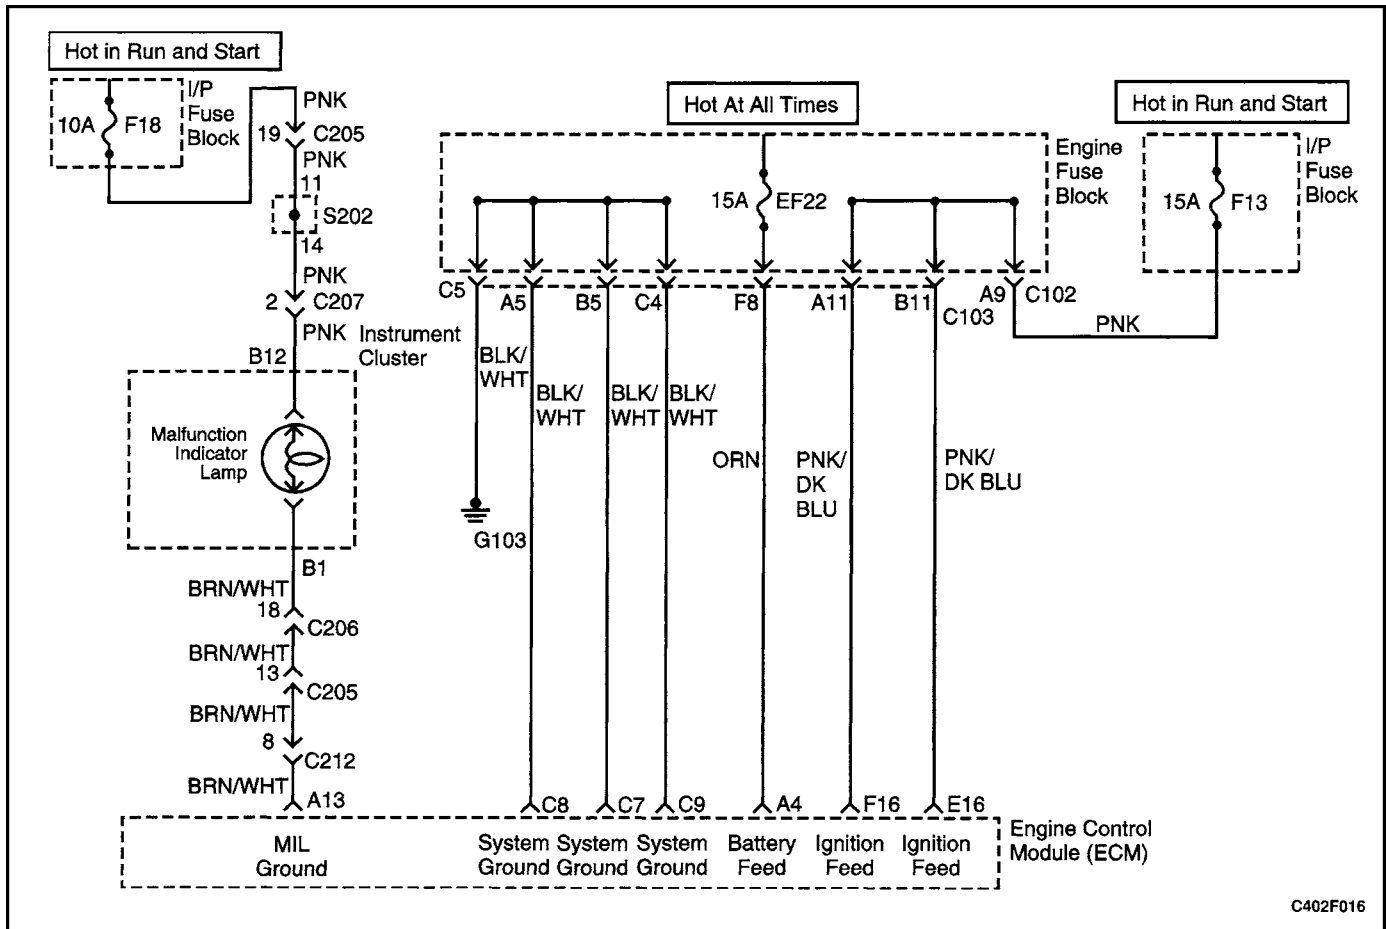 Hot in Run and Start
I/P
Fuse
Block
10A
F18
PNK
19
C205
PNK
11
S202
14
PNK
2
C207
PNK
Instrument
Cluster
B12
Malfunction
Indicator
Lamp
B1
BRN/WHT
18
C206
BRN/WHT
13
C205
BRN/WHT
8
C212
BRN/WHT
A13
Hot At All Times
Engine
Fuse
Block
15A
EF22
C5
A5
B5
C4
F8
A11
B11
C103
A9
C102
PNK
Hot in Run and Start
I/P
Fuse
Block
15A
F13
BLK/
WHT
BLK/
WHT
BLK/
WHT
BLK/
WHT
ORN
PNK/
DK
BLU
PNK/
DK BLU
G103
C8
C7
C9
A4
F16
E16
MIL
Ground
System
Ground
System
Ground
System
Ground
Battery
Feed
Ignition
Feed
Ignition
Feed
Engine Control
Module (ECM)
C402F016